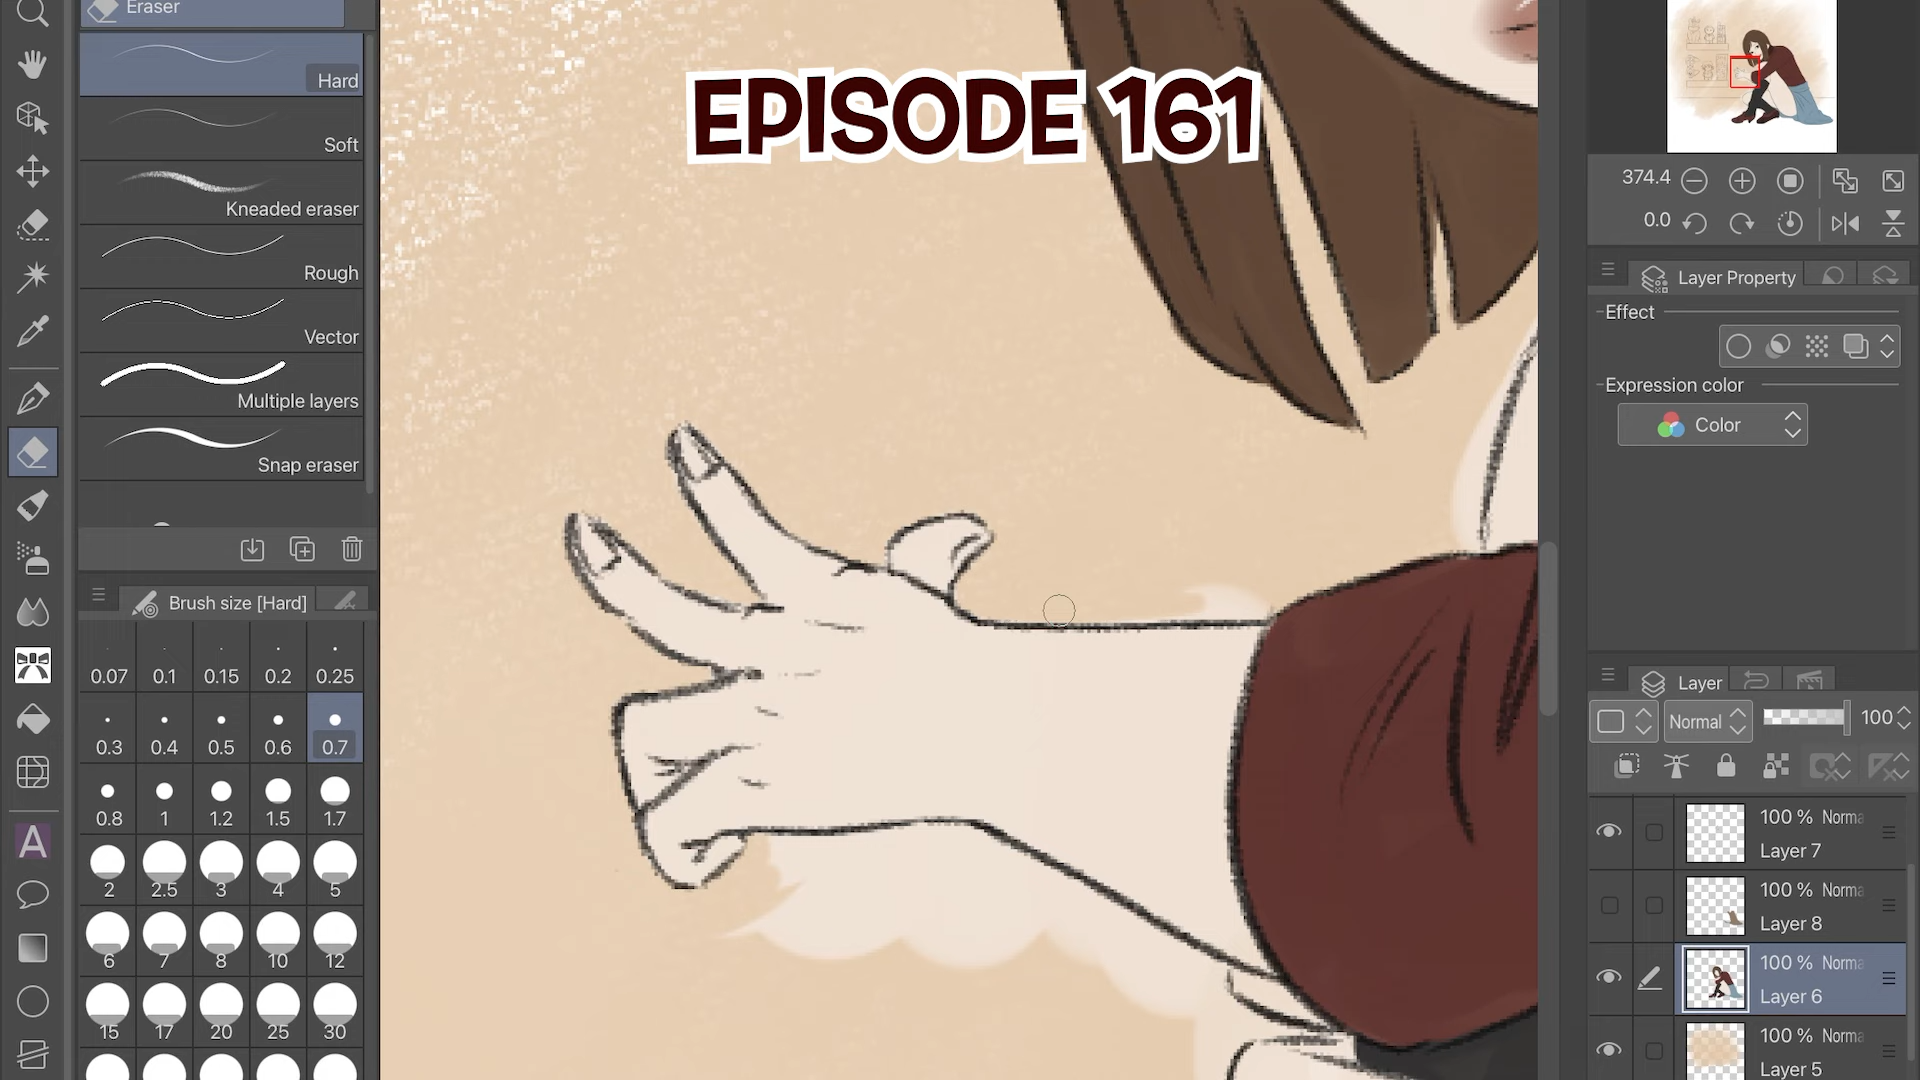 Eraser
Hard
Soft
Kneaded eraser
Rough
Vector
Multiple layers
Snap eraser
Brush size [Hard]
0.07 0.1 0.15 0.2 0.25
0.3 0.4 0.5 0.6 0.7
0.8 1 1.2 1.5 1.7
2 2.5 3 4 5
6 7 8 10 12
15 17 20 25 30
A
EPISODE 161
374.4
0.0
Layer Property
Effect
Expression color
Color
Layer
Normal 100
100 % Norma
Layer 7
100 % Norma
Layer 8
100 % Norma
Layer 6
100 % Norma
Layer 5